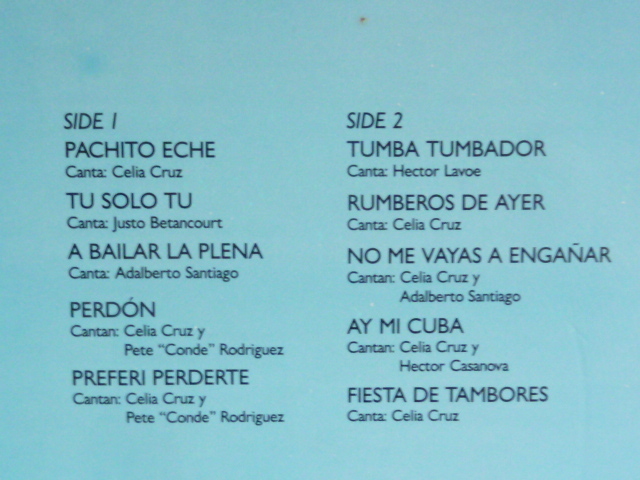 SIDE 1
PACHITO ECHE
Canta: Celia Cruz
TU SOLO TU
Canta: Justo Betancourt
A BAILAR LA PLENA
Canta: Adalberto Santiago
PERDÓN
Cantan: Celia Cruz y
Pete "Conde" Rodriguez
PREFERI PERDERTE
Cantan: Celia Cruz y
Pete "Conde" Rodriguez
SIDE 2
TUMBA TUMBADOR
Canta: Hector Lavoe
RUMBEROS DE AYER
Canta: Celia Cruz
NO ME VAYAS A ENGAÑAR
Cantan: Celia Cruz y
Adalberto Santiago
AY MI CUBA
Cantan: Celia Cruz y
Hector Casanova
FIESTA DE TAMBORES
Canta: Celia Cruz